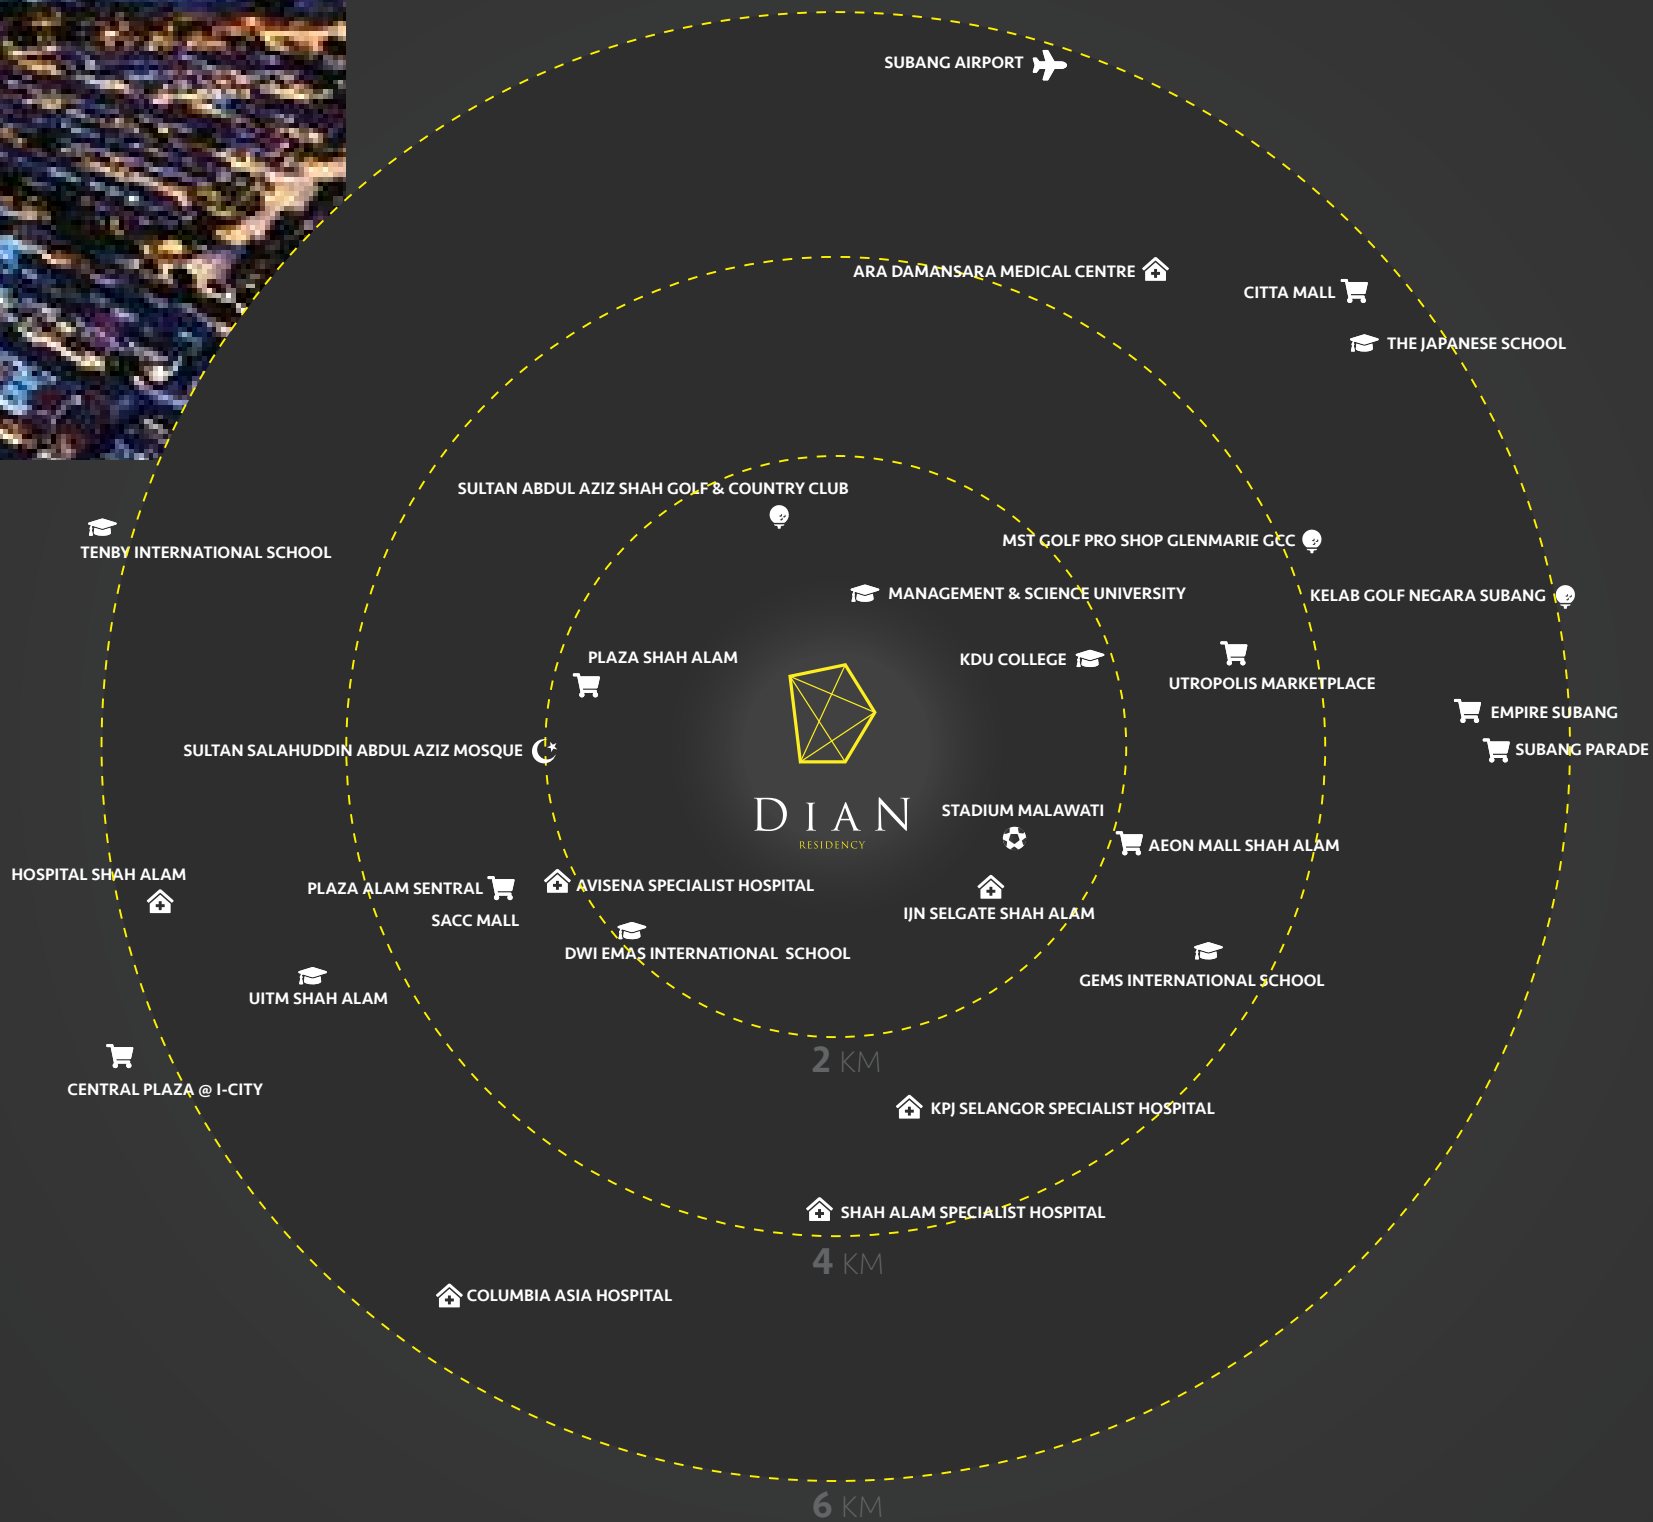 SUBANG AIRPORT
ARA DAMANSARA MEDICAL CENTRE
CITTA MALL
THE JAPANESE SCHOOL
SULTAN ABDUL AZIZ SHAH GOLF & COUNTRY CLUB
MST GOLF PRO SHOP GLENMARIE GCC
TENBY INTERNATIONAL SCHOOL
MANAGEMENT & SCIENCE UNIVERSITY
KELAB GOLF NEGARA SUBANG
PLAZA SHAH ALAM
KDU COLLEGE
UTROPOLIS MARKETPLACE
EMPIRE SUBANG
SULTAN SALAHUDDIN ABDUL AZIZ MOSQUE
SUBANG PARADE
DIAN
RESIDENCY
STADIUM MALAWATI
AEON MALL SHAH ALAM
HOSPITAL SHAH ALAM
PLAZA ALAM SENTRAL
AVISENA SPECIALIST HOSPITAL
SACC MALL
IJN SELGATE SHAH ALAM
DWI EMAS INTERNATIONAL SCHOOL
GEMS INTERNATIONAL SCHOOL
UITM SHAH ALAM
2 KM
CENTRAL PLAZA @ I-CITY
KPJ SELANGOR SPECIALIST HOSPITAL
SHAH ALAM SPECIALIST HOSPITAL
4 KM
COLUMBIA ASIA HOSPITAL
6 KM